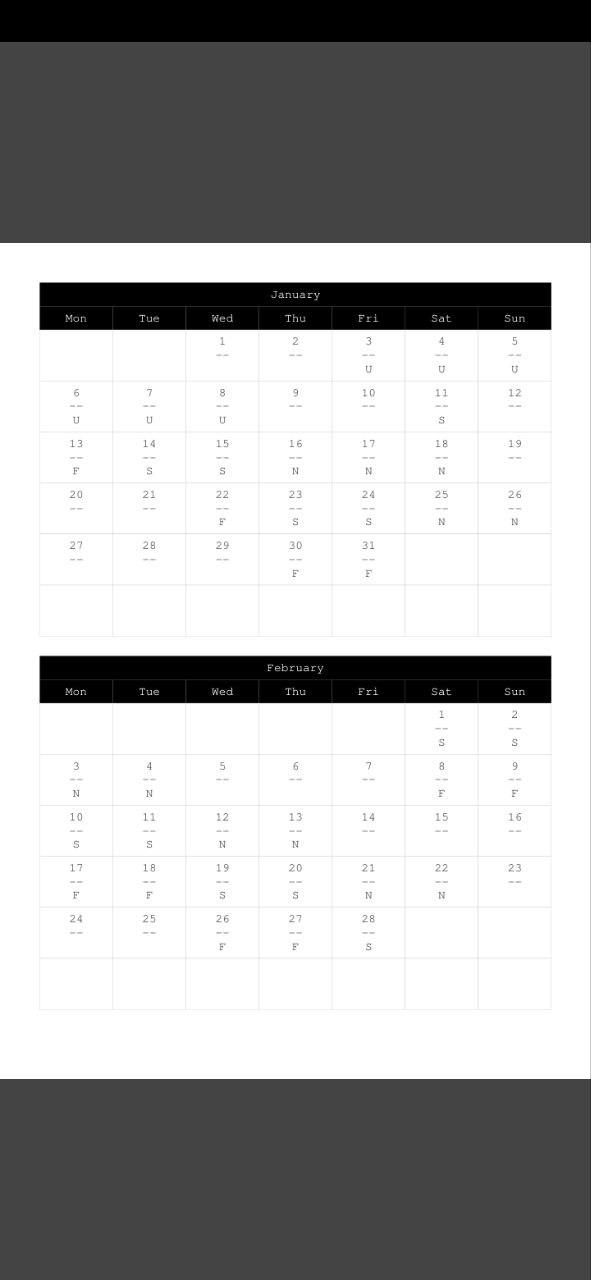 January
Mon Tue Wed Thu Fri Sat Sun
1 2 3 4 5
-- -- -- -- --
U U U
6 7 8 9 10 11 12
-- -- -- -- -- -- --
U U U S
13 14 15 16 17 18 19
-- -- -- -- -- -- --
F S S N N N
20 21 22 23 24 25 26
-- -- -- -- -- -- --
F S S N N
27 28 29 30 31
-- -- -- -- --
F F
February
Mon Tue Wed Thu Fri Sat Sun
1 2
-- --
S S
3 4 5 6 7 8 9
-- -- -- -- -- -- --
N N F F
10 11 12 13 14 15 16
-- -- -- -- -- -- --
S S N N
17 18 19 20 21 22 23
-- -- -- -- -- -- --
F F S S N N
24 25 26 27 28
-- -- -- -- --
F F S